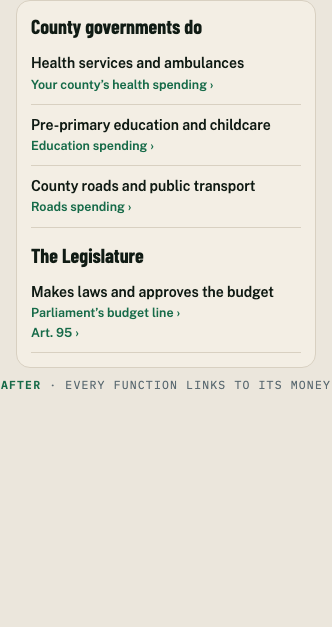 County governments do
Health services and ambulances
Your county's health spending ›
Pre-primary education and childcare
Education spending ›
County roads and public transport
Roads spending ›
The Legislature
Makes laws and approves the budget
Parliament's budget line ›
Art. 95 ›
AFTER · EVERY FUNCTION LINKS TO ITS MONEY